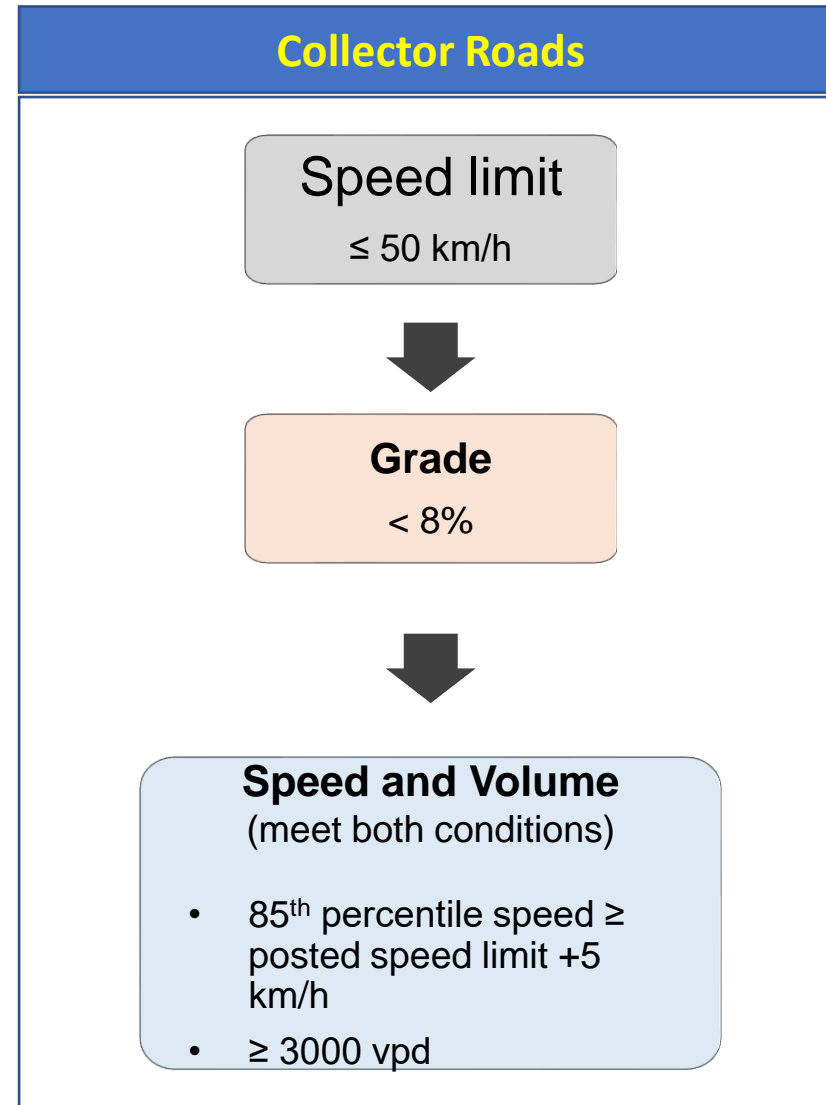 Collector Roads
Speed limit
≤ 50 km/h
Grade
< 8%
Speed and Volume
(meet both conditions)
• 85th percentile speed ≥
posted speed limit +5
km/h
• ≥ 3000 vpd